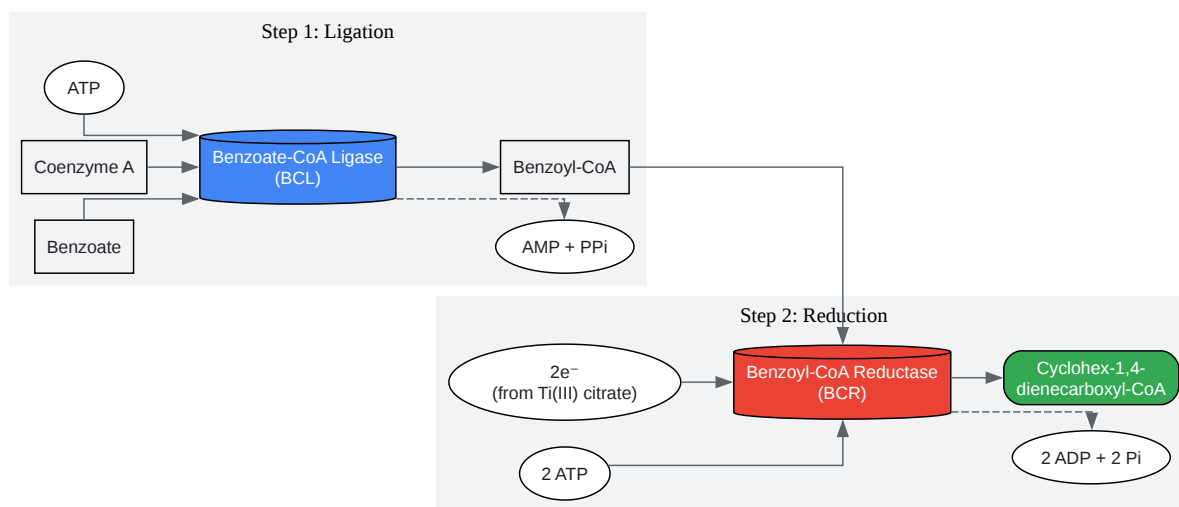 Step 1: Ligation
ATP
Coenzyme A
Benzoate
Benzoate-CoA Ligase
(BCL)
Benzoyl-CoA
AMP + PPi
Step 2: Reduction
2e⁻
(from Ti(III) citrate)
2 ATP
Benzoyl-CoA Reductase
(BCR)
Cyclohex-1,4-
dienecarboxyl-CoA
2 ADP + 2 Pi